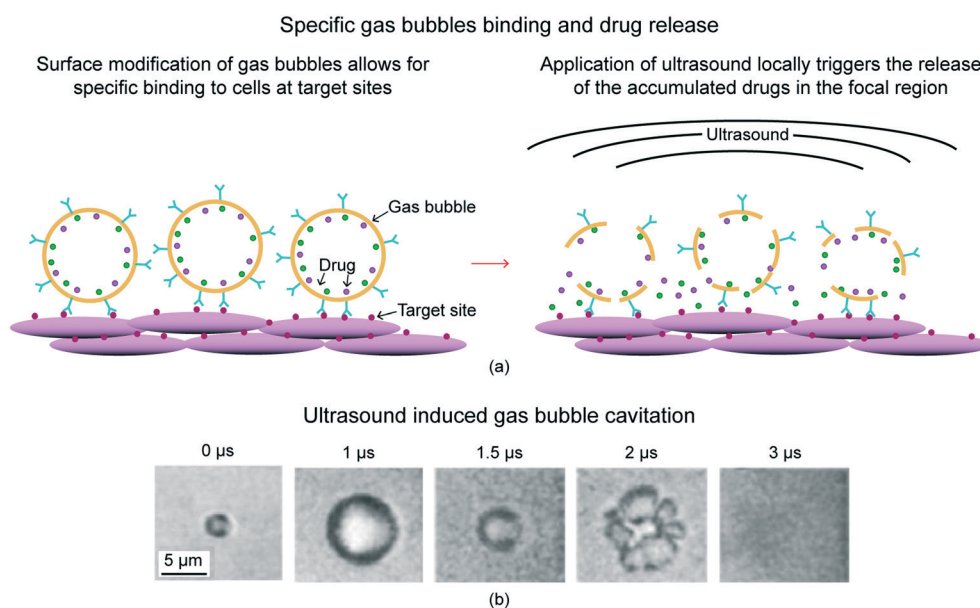 Specific gas bubbles binding and drug release
Surface modification of gas bubbles allows for
specific binding to cells at target sites
Application of ultrasound locally triggers the release
of the accumulated drugs in the focal region
Ultrasound
Gas bubble
Drug
Target site
(a)
Ultrasound induced gas bubble cavitation
0 µs
1 µs
1.5 µs
2 µs
3 µs
5 µm
(b)